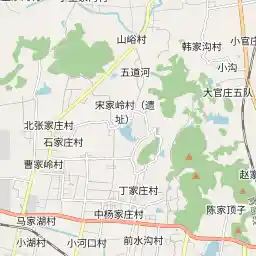 山峪村
韩家沟村
小官庄
五道河
小沟
大官庄五队
宋家岭村（遗
址）
北张家庄村
石家庄村
曹家岭村
赵家
丁家庄村
中杨家庄村
陈家顶子
马家湖村
小湖村
小河口村
前水沟村